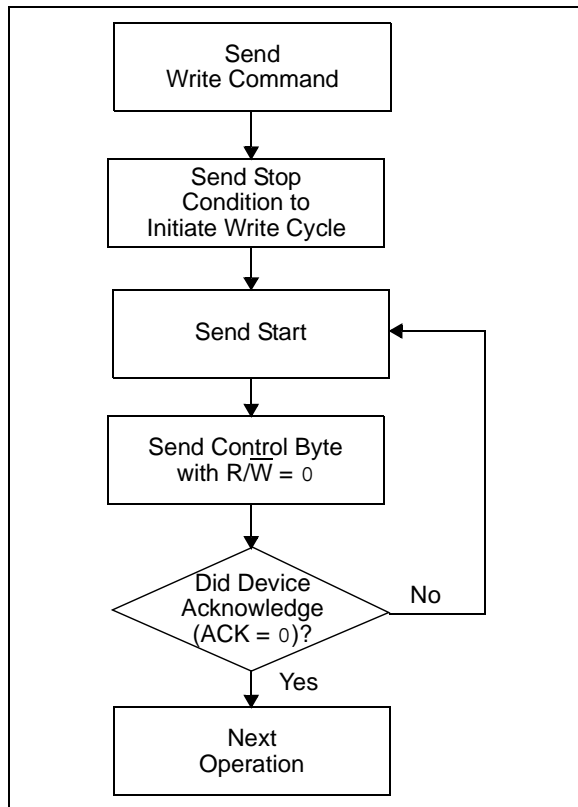 Send
Write Command
Send Stop
Condition to
Initiate Write Cycle
Send Start
Send Control Byte
with R/W̅ = 0
Did Device
Acknowledge
(ACK = 0)?
No
Yes
Next
Operation